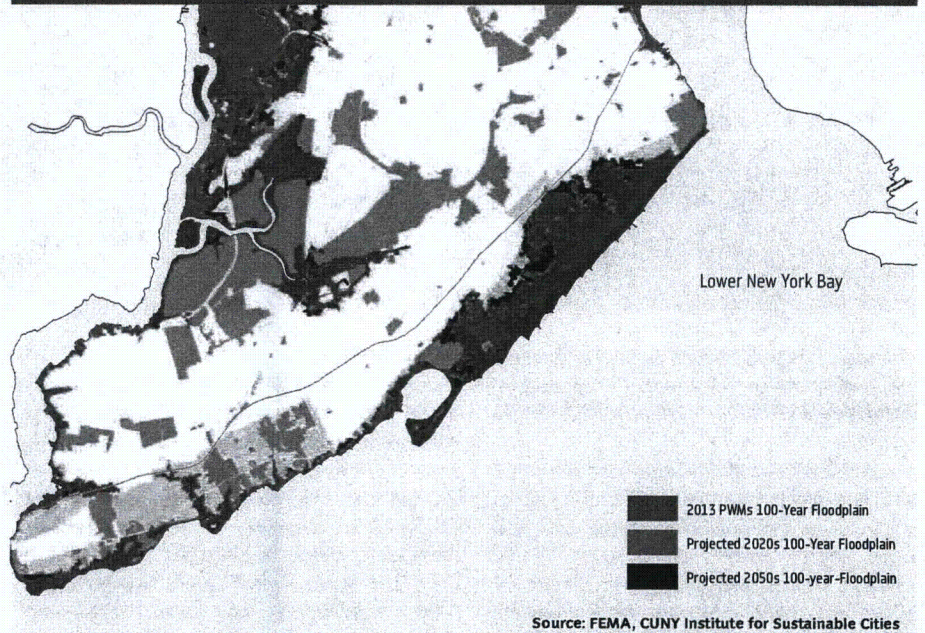 Lower New York Bay
2013 PWMs 100-Year Floodplain
Projected 2020s 100-Year Floodplain
Projected 2050s 100-year-Floodplain
Source: FEMA, CUNY Institute for Sustainable Cities